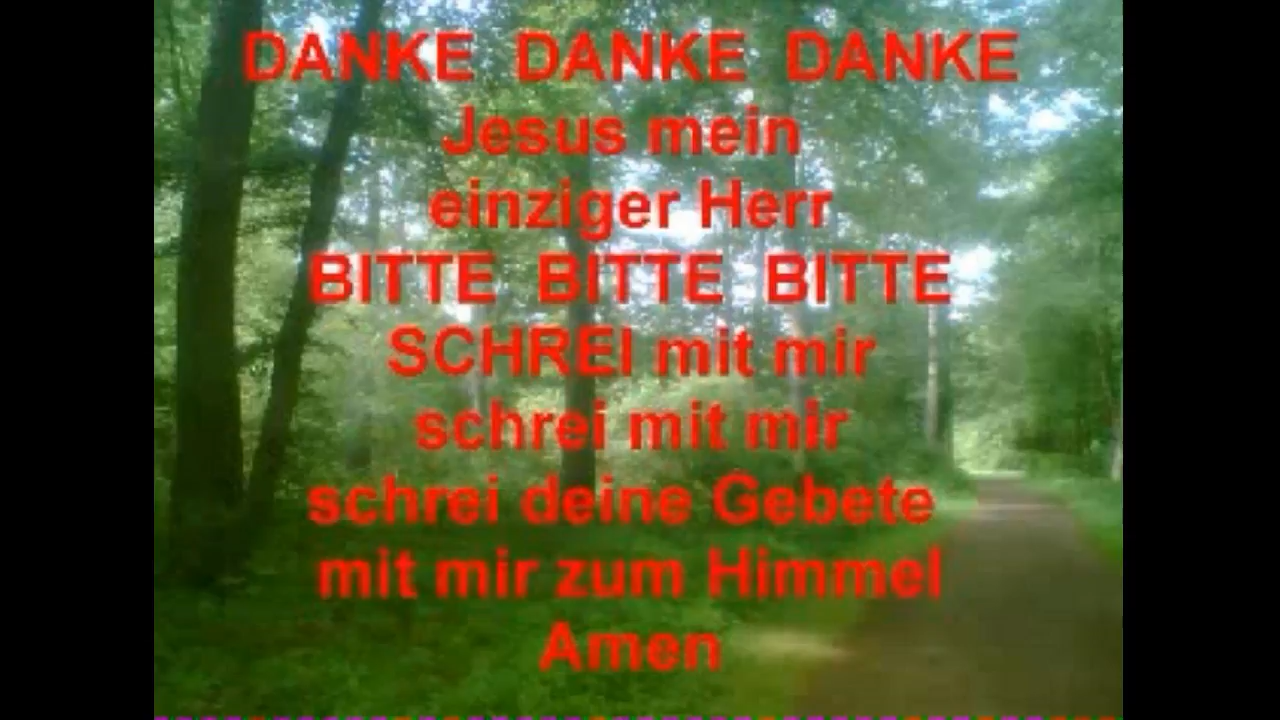 DANKE DANKE DANKE
Jesus mein
einziger Herr
BITTE BITTE BITTE
SCHREI mit mir
schrei mit mir
schrei deine Gebete
mit mir zum Himmel
Amen